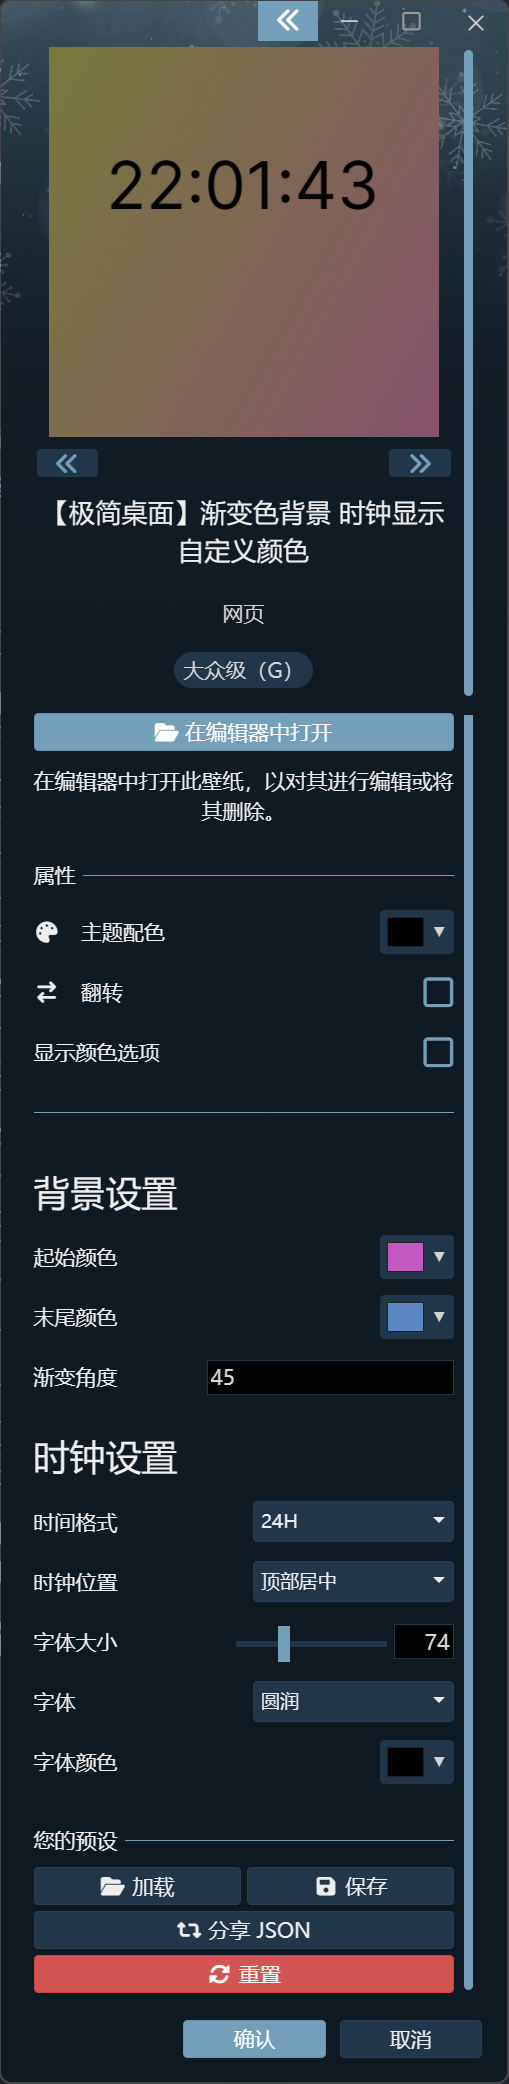 22:01:43
【极简桌面】渐变色背景 时钟显示
自定义颜色
网页
大众级（G）
在编辑器中打开
在编辑器中打开此壁纸，以对其进行编辑或将
其删除。
属性
主题配色
翻转
显示颜色选项
背景设置
起始颜色
末尾颜色
渐变角度 45
时钟设置
时间格式 24H
时钟位置 顶部居中
字体大小 74
字体 圆润
字体颜色
您的预设
加载 保存
分享 JSON
重置
确认 取消